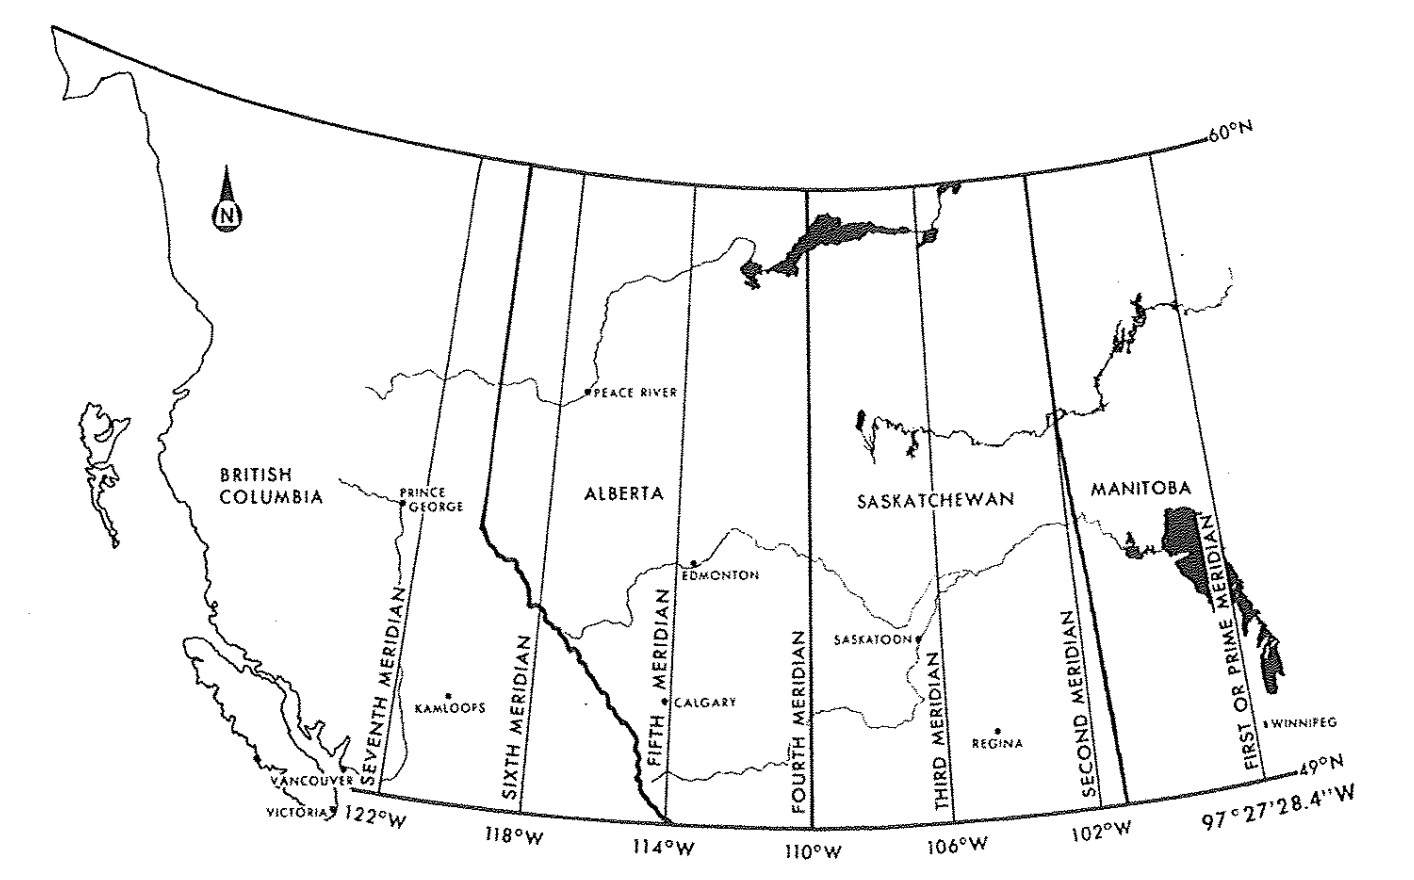 60°N
N
PEACE RIVER
BRITISH
COLUMBIA
PRINCE
GEORGE
ALBERTA
SASKATCHEWAN
MANITOBA
EDMONTON
SASKATOON
KAMLOOPS
CALGARY
REGINA
WINNIPEG
VANCOUVER
VICTORIA
SEVENTH MERIDIAN
SIXTH MERIDIAN
FIFTH MERIDIAN
FOURTH MERIDIAN
THIRD MERIDIAN
SECOND MERIDIAN
FIRST OR PRIME MERIDIAN
49°N
122°W
118°W
114°W
110°W
106°W
102°W
97°27'28.4"W